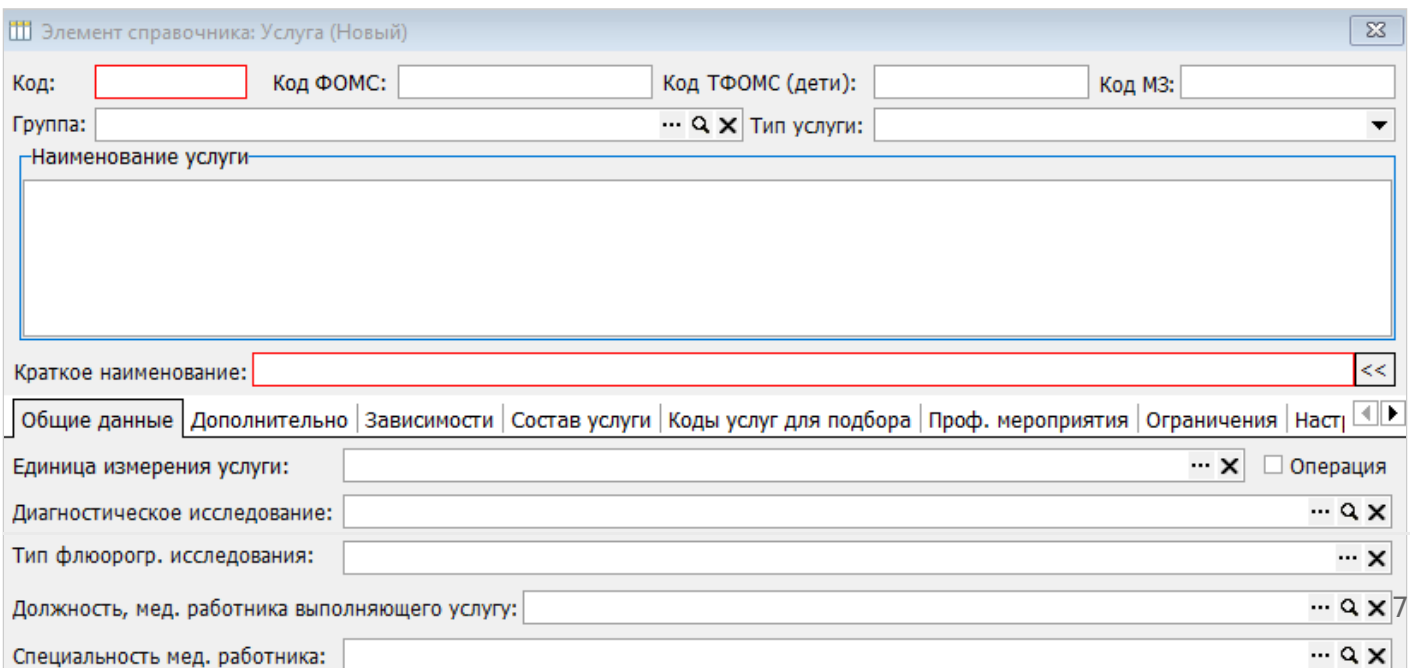 Элемент справочника: Услуга (Новый)
Код: Код ФОМС: Код ТФОМС (дети): Код МЗ:
Группа: Тип услуги:
Наименование услуги
Краткое наименование: <<
Общие данные Дополнительно Зависимости Состав услуги Коды услуг для подбора Проф. мероприятия Ограничения Наст
Единица измерения услуги: Операция
Диагностическое исследование:
Тип флюорогр. исследования:
Должность, мед. работника выполняющего услугу: 7
Специальность мед. работника: